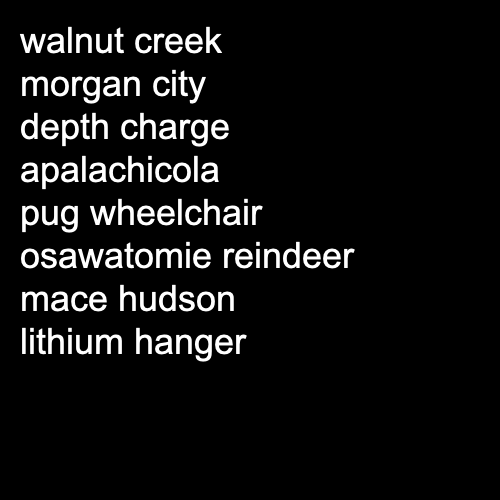 walnut creek
morgan city
depth charge
apalachicola
pug wheelchair
osawatomie reindeer
mace hudson
lithium hanger